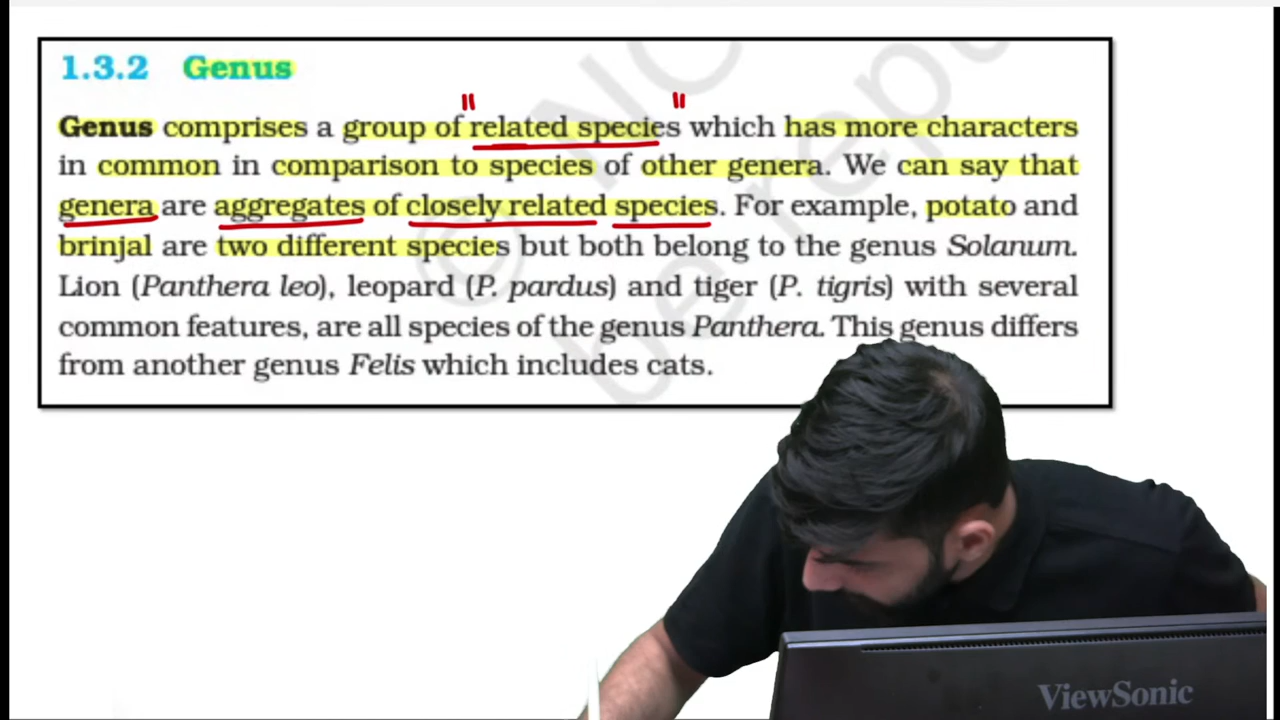 1.3.2 Genus
"
"
Genus comprises a group of related species which has more characters
in common in comparison to species of other genera. We can say that
genera are aggregates of closely related species. For example, potato and
brinjal are two different species but both belong to the genus Solanum.
Lion (Panthera leo), leopard (P. pardus) and tiger (P. tigris) with several
common features, are all species of the genus Panthera. This genus differs
from another genus Felis which includes cats.
© NC
be repu
ViewSonic